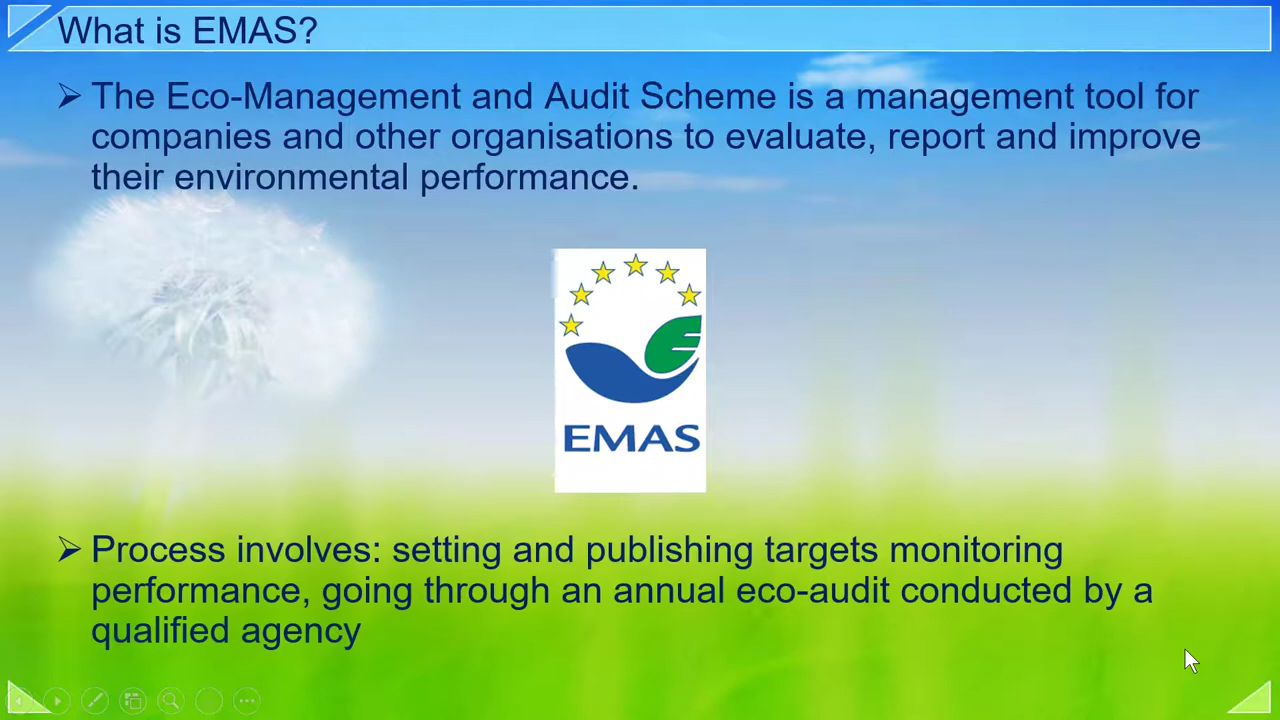 What is EMAS?
The Eco-Management and Audit Scheme is a management tool for
companies and other organisations to evaluate, report and improve
their environmental performance.
EMAS
Process involves: setting and publishing targets monitoring
performance, going through an annual eco-audit conducted by a
qualified agency